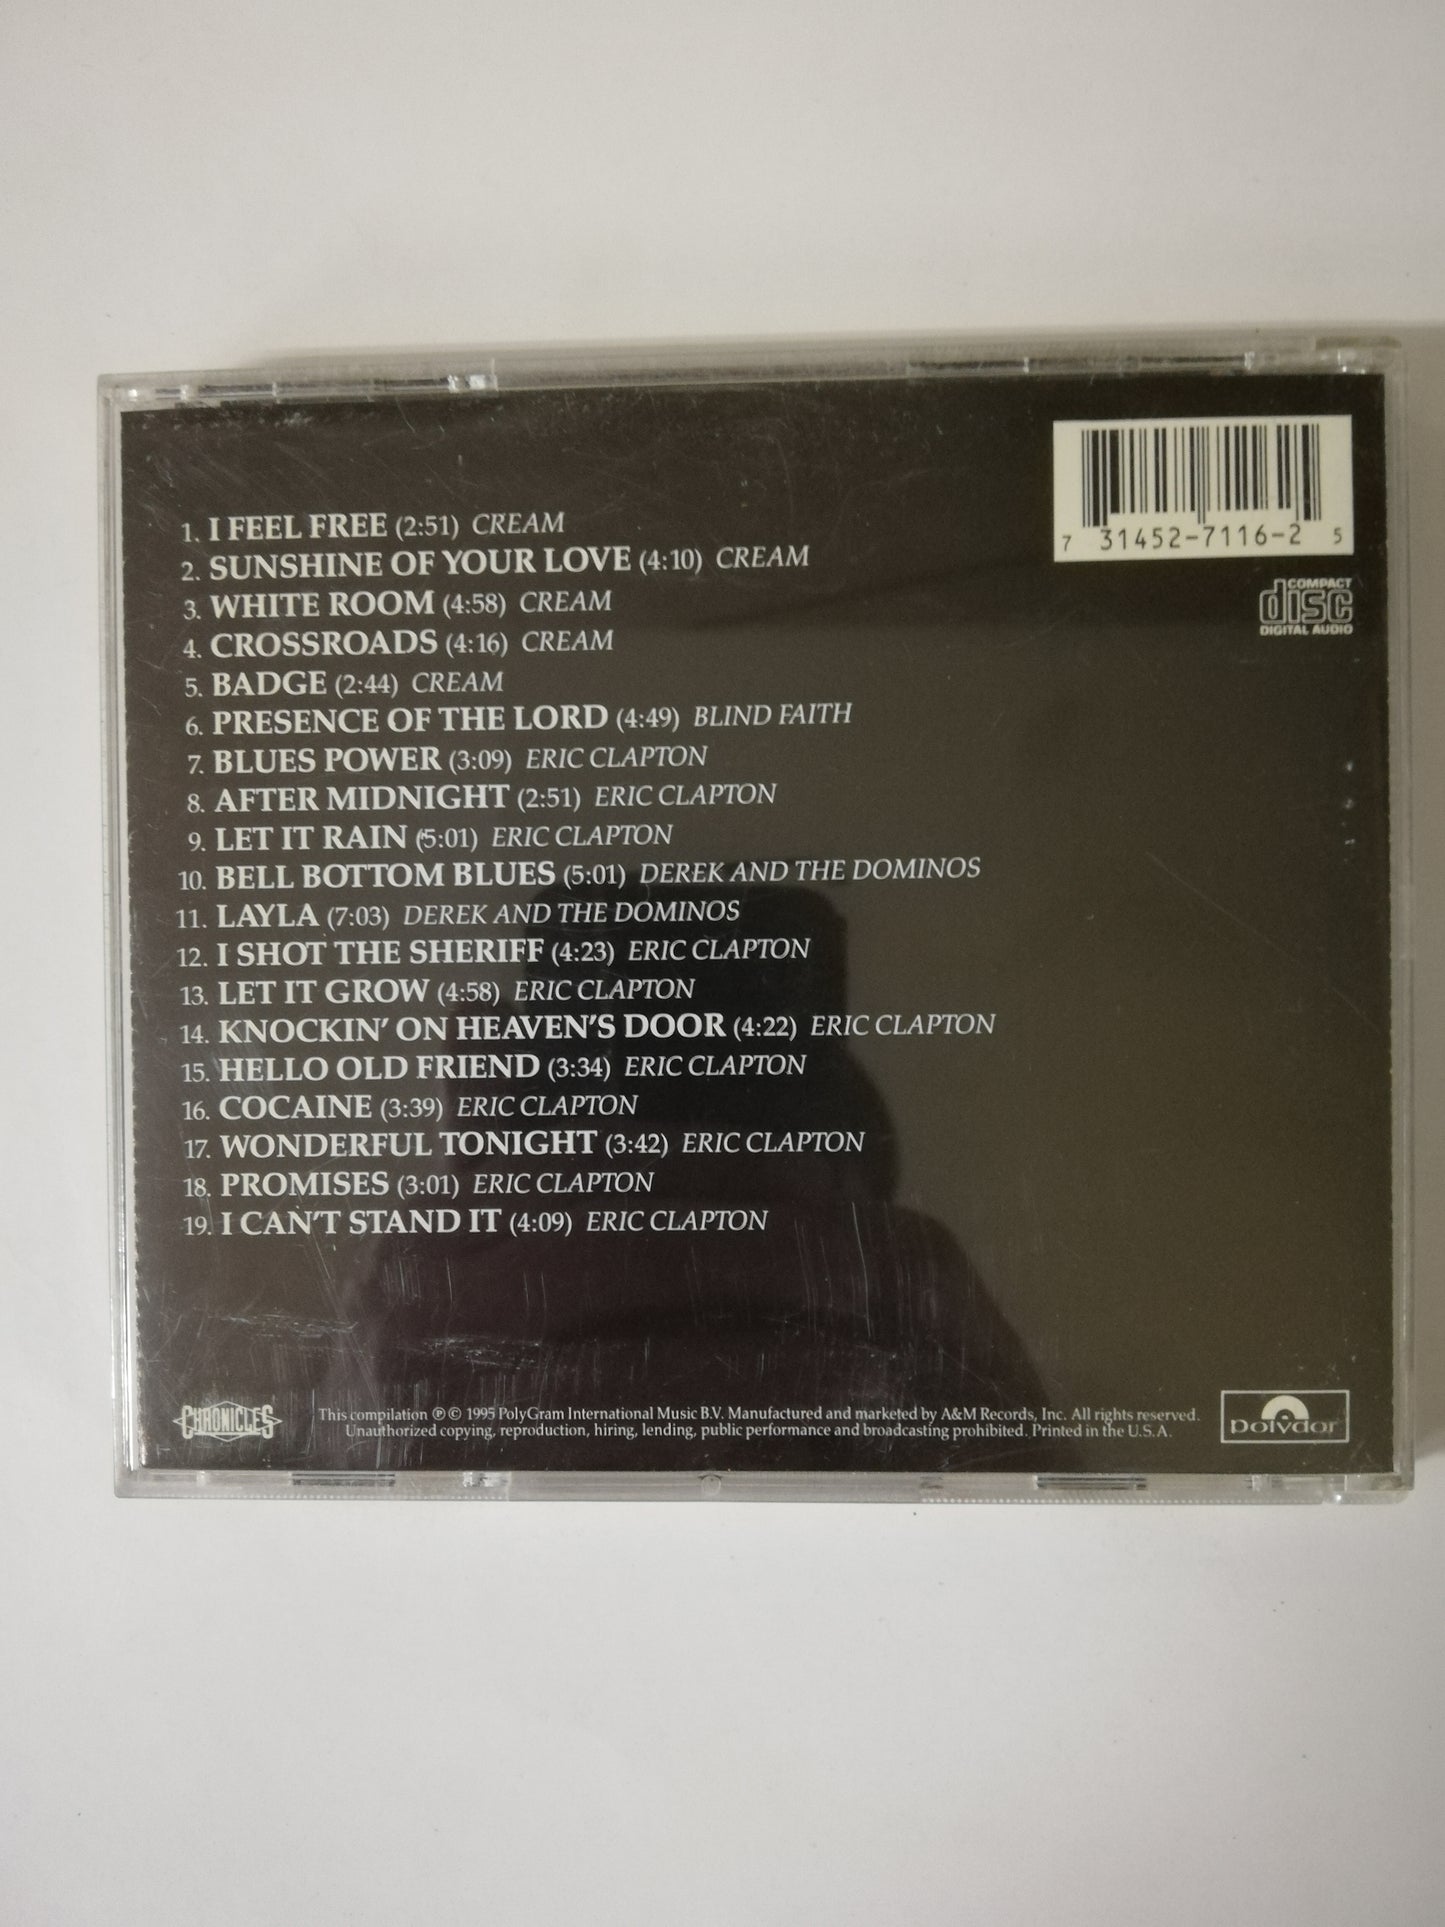 7 31452-7116-2 5
COMPACT
disc
DIGITAL AUDIO
1. I FEEL FREE (2:51) CREAM
2. SUNSHINE OF YOUR LOVE (4:10) CREAM
3. WHITE ROOM (4:58) CREAM
4. CROSSROADS (4:16) CREAM
5. BADGE (2:44) CREAM
6. PRESENCE OF THE LORD (4:49) BLIND FAITH
7. BLUES POWER (3:09) ERIC CLAPTON
8. AFTER MIDNIGHT (2:51) ERIC CLAPTON
9. LET IT RAIN (5:01) ERIC CLAPTON
10. BELL BOTTOM BLUES (5:01) DEREK AND THE DOMINOS
11. LAYLA (7:03) DEREK AND THE DOMINOS
12. I SHOT THE SHERIFF (4:23) ERIC CLAPTON
13. LET IT GROW (4:58) ERIC CLAPTON
14. KNOCKIN' ON HEAVEN'S DOOR (4:22) ERIC CLAPTON
15. HELLO OLD FRIEND (3:34) ERIC CLAPTON
16. COCAINE (3:39) ERIC CLAPTON
17. WONDERFUL TONIGHT (3:42) ERIC CLAPTON
18. PROMISES (3:01) ERIC CLAPTON
19. I CAN'T STAND IT (4:09) ERIC CLAPTON
CHRONICLES
This compilation ℗ © 1995 PolyGram International Music B.V. Manufactured and marketed by A&M Records, Inc. All rights reserved.
Unauthorized copying, reproduction, hiring, lending, public performance and broadcasting prohibited. Printed in the U.S.A.
polydor